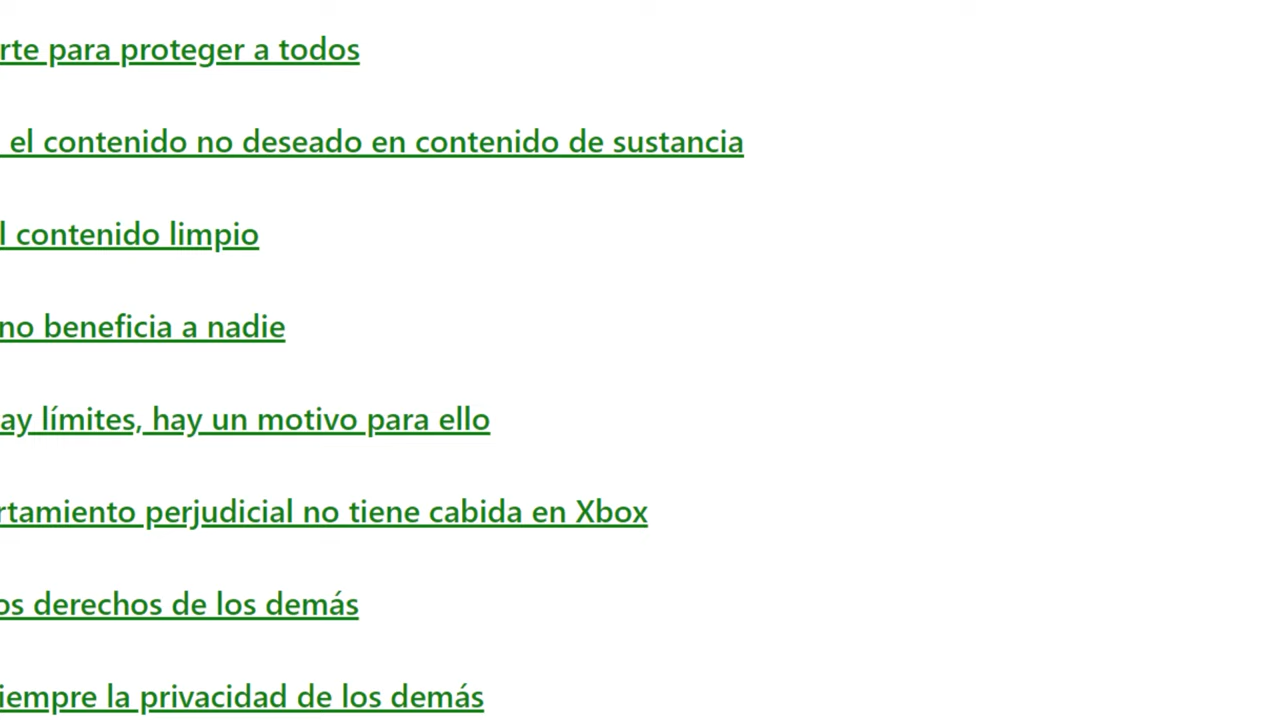 rte para proteger a todos
el contenido no deseado en contenido de sustancia
l contenido limpio
no beneficia a nadie
ay límites, hay un motivo para ello
rtamiento perjudicial no tiene cabida en Xbox
os derechos de los demás
iempre la privacidad de los demás